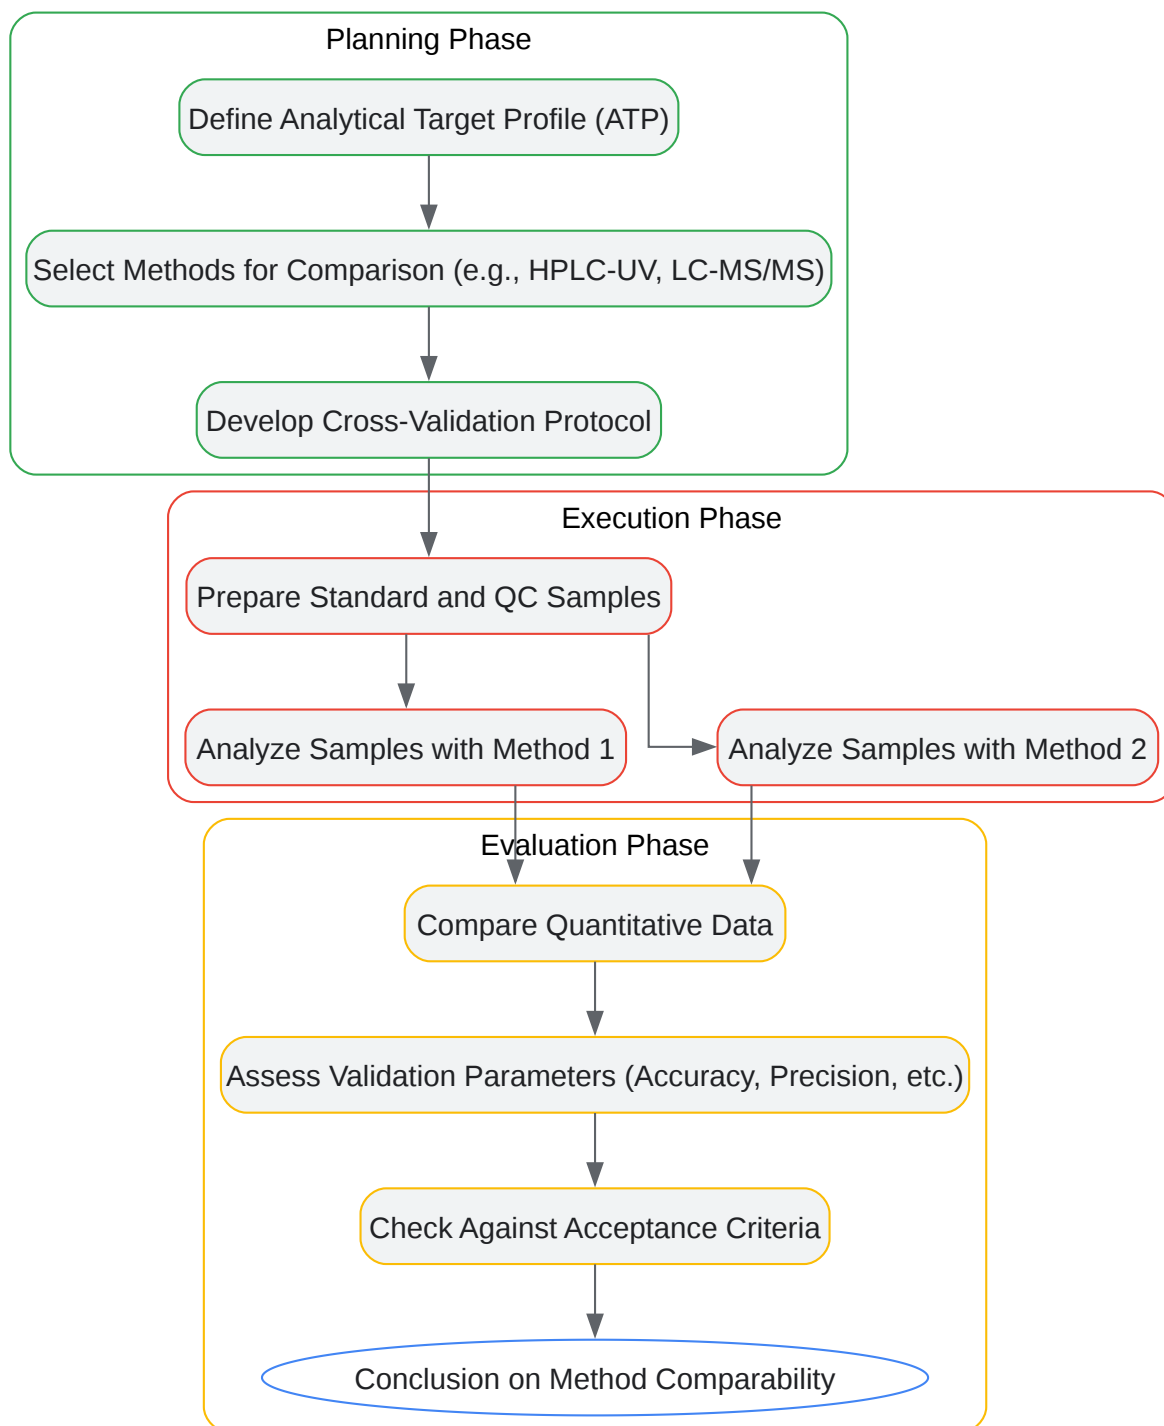 Planning Phase
Define Analytical Target Profile (ATP)
Select Methods for Comparison (e.g., HPLC-UV, LC-MS/MS)
Develop Cross-Validation Protocol
Execution Phase
Prepare Standard and QC Samples
Analyze Samples with Method 1
Analyze Samples with Method 2
Evaluation Phase
Compare Quantitative Data
Assess Validation Parameters (Accuracy, Precision, etc.)
Check Against Acceptance Criteria
Conclusion on Method Comparability